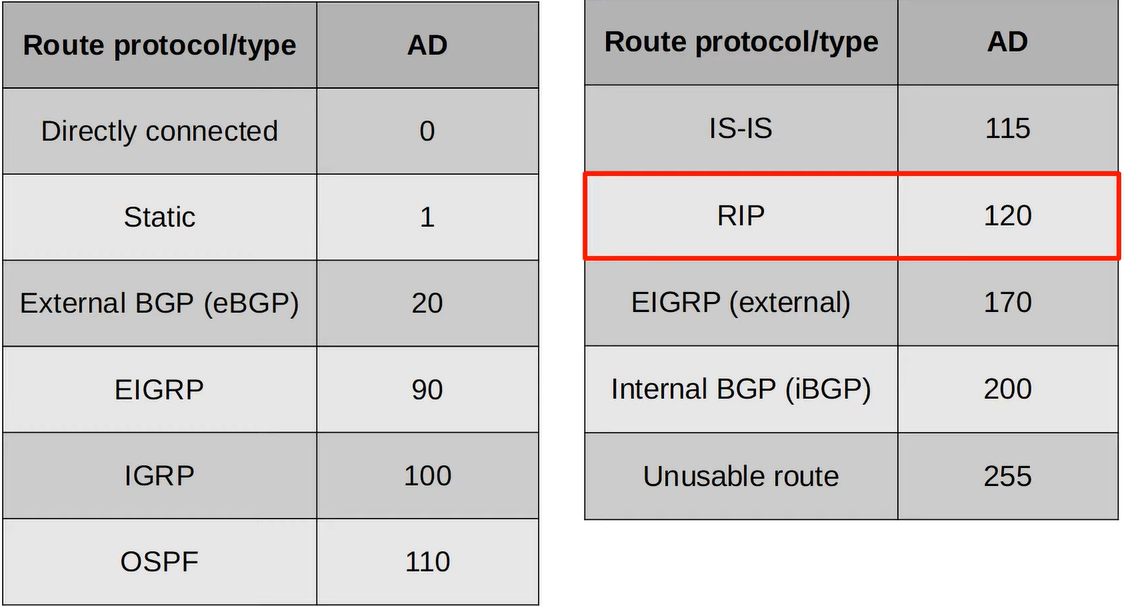 Route protocol/type AD
Directly connected 0
Static 1
External BGP (eBGP) 20
EIGRP 90
IGRP 100
OSPF 110
Route protocol/type AD
IS-IS 115
RIP 120
EIGRP (external) 170
Internal BGP (iBGP) 200
Unusable route 255